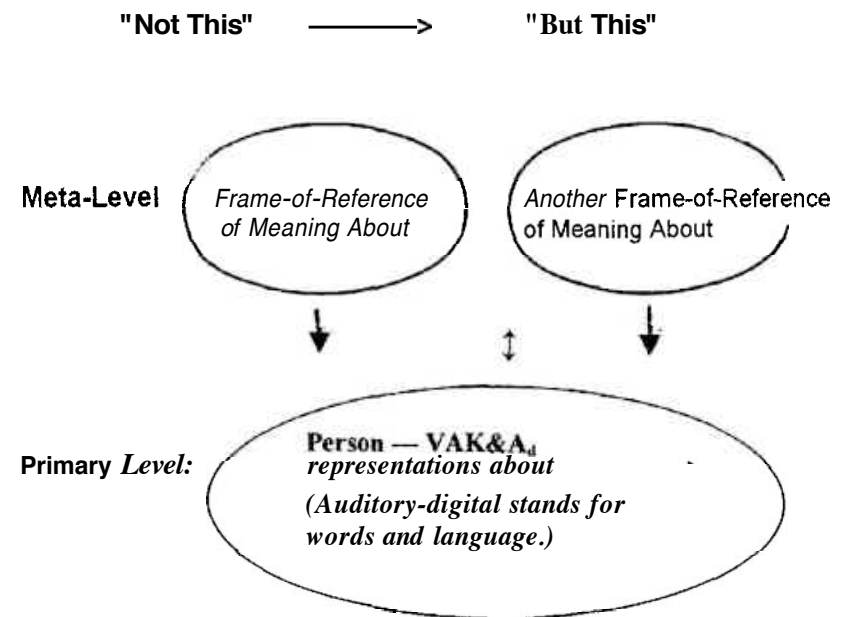 "Not This" ———> "But This"
Meta-Level
Frame-of-Reference
of Meaning About
Another Frame-of-Reference
of Meaning About
Person — VAK&Ad
Primary Level: representations about
(Auditory-digital stands for
words and language.)